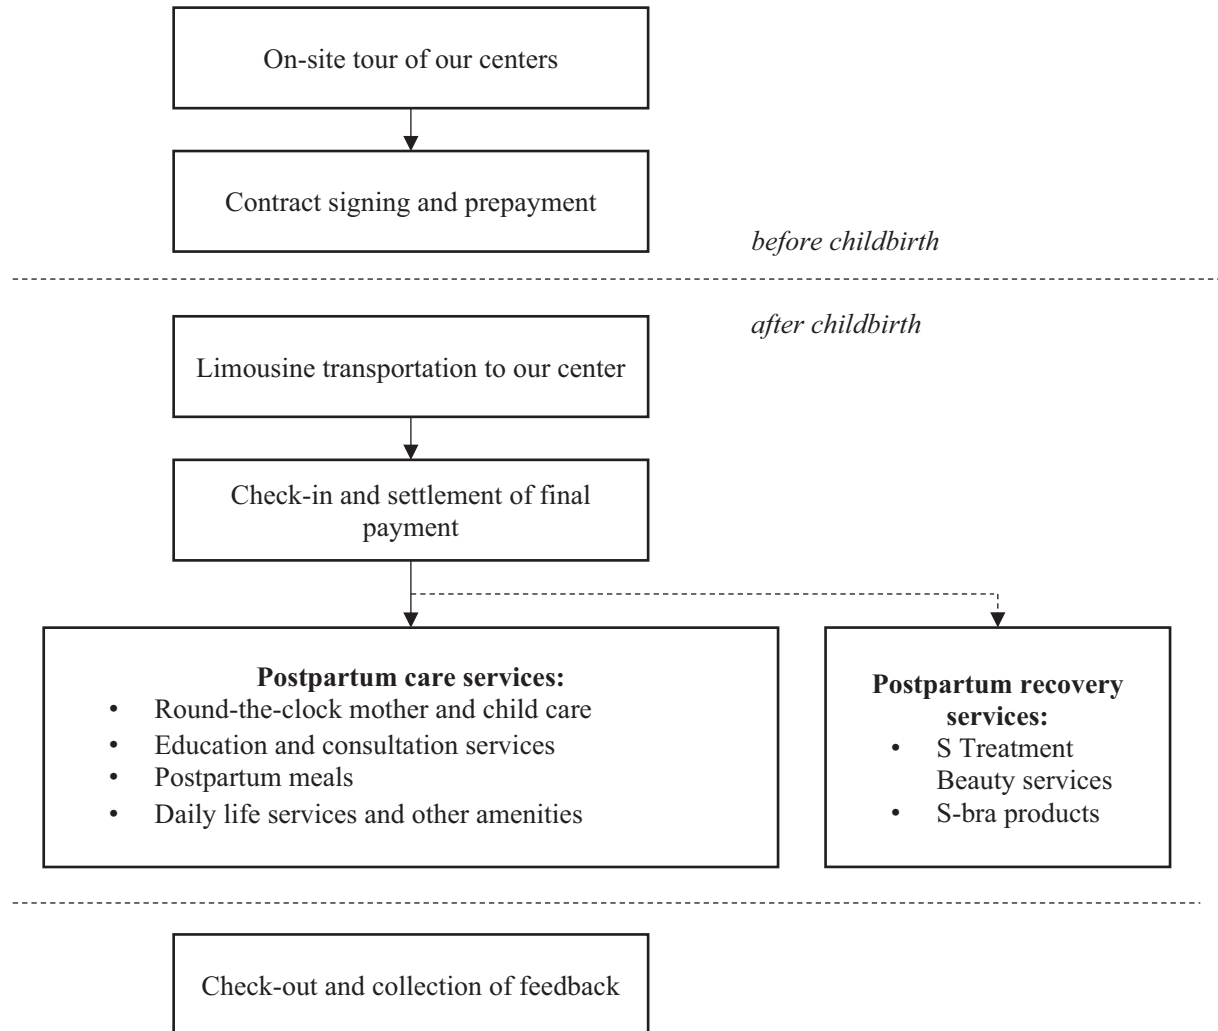 On-site tour of our centers
Contract signing and prepayment
before childbirth
after childbirth
Limousine transportation to our center
Check-in and settlement of final
payment
Postpartum care services:
• Round-the-clock mother and child care
• Education and consultation services
• Postpartum meals
• Daily life services and other amenities
Postpartum recovery
services:
• S Treatment
Beauty services
• S-bra products
Check-out and collection of feedback